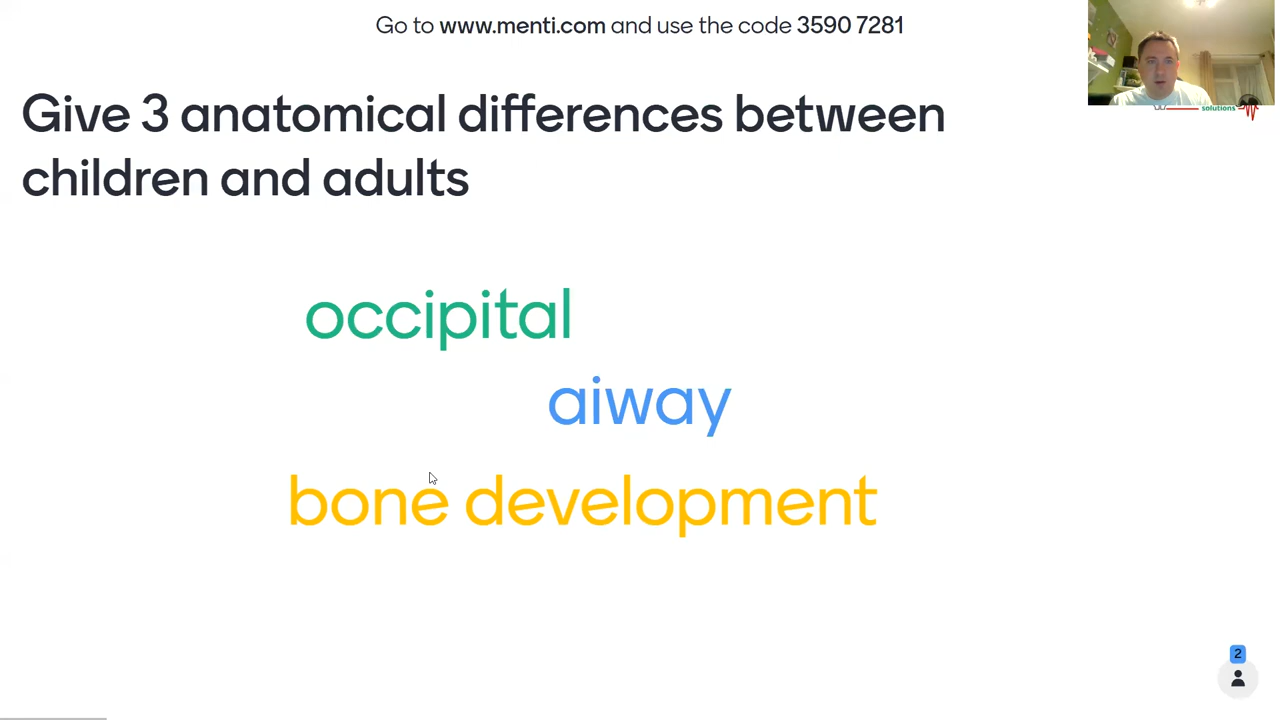 Go to www.menti.com and use the code 3590 7281
solutions
Give 3 anatomical differences between
children and adults
occipital
aiway
bone development
2